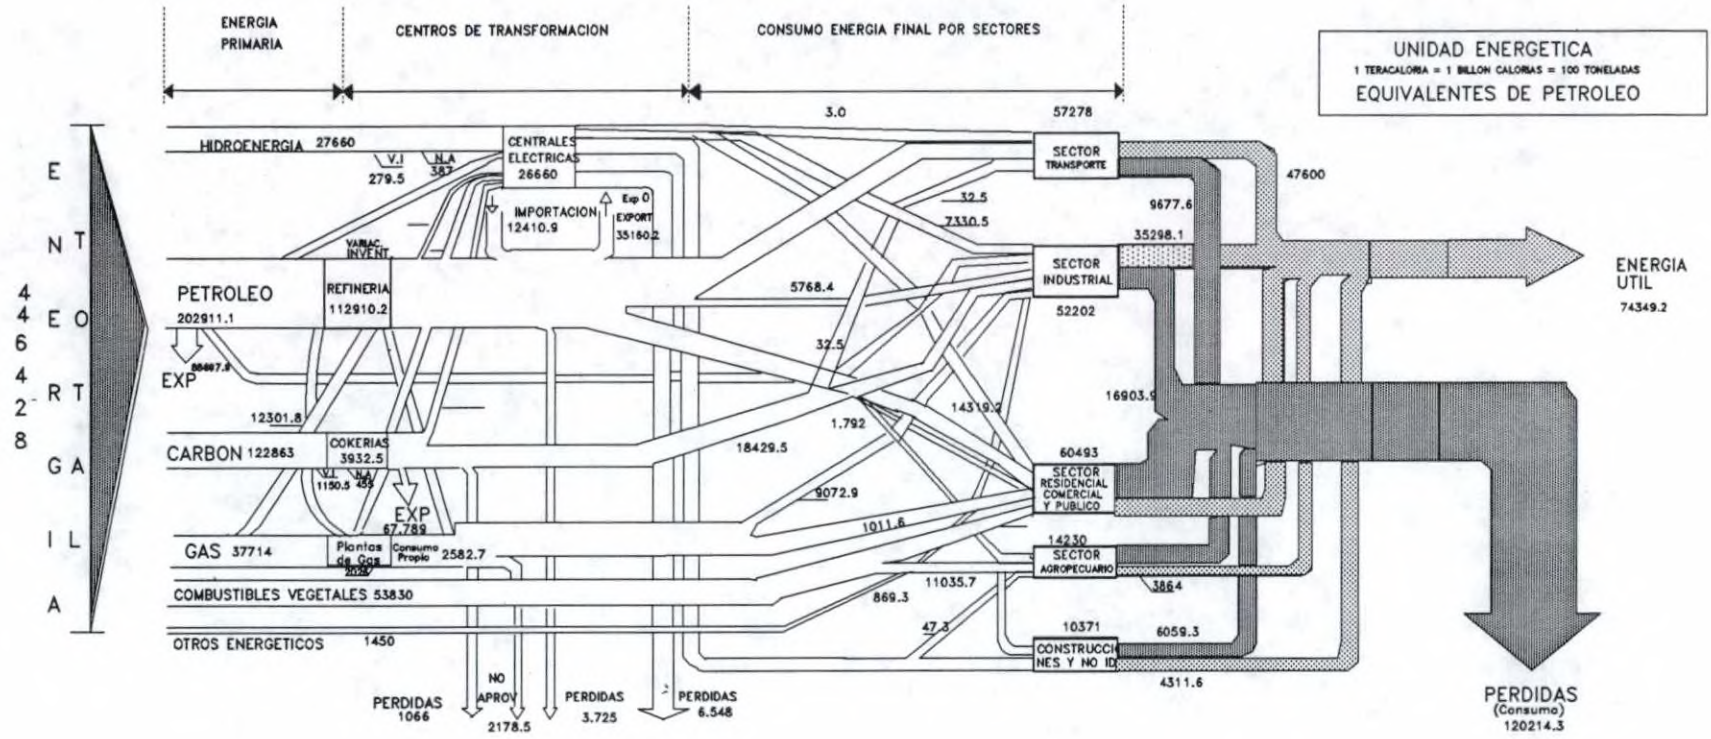 ENERGIA
PRIMARIA
CENTROS DE TRANSFORMACION
CONSUMO ENERGIA FINAL POR SECTORES
UNIDAD ENERGETICA
1 TERACALORIA = 1 BILLON CALORIAS = 100 TONELADAS
EQUIVALENTES DE PETROLEO
ENERGIA
TOTAL
446428
HIDROENERGIA 27660
V.I
279.5
N.A
387
CENTRALES
ELECTRICAS
26660
IMPORTACION
12410.9
Exp 0
EXPORT
35160.2
VARIAC.
INVENT.
PETROLEO
202911.1
REFINERIA
112910.2
EXP
12301.8
CARBON 122863
COKERIAS
3932.5
V.I.
1150.5
N.A
455
EXP
67.789
GAS 37714
Plantas
de Gas
Consumo
Propio
2582.7
COMBUSTIBLES VEGETALES 53830
OTROS ENERGETICOS 1450
PERDIDAS
1066
NO
APROV
2178.5
PERDIDAS
3.725
PERDIDAS
6.548
3.0
32.5
7330.5
5768.4
32.5
14319.2
1.792
18429.5
9072.9
1011.6
11035.7
869.3
47.3
57278
SECTOR
TRANSPORTE
SECTOR
INDUSTRIAL
52202
60493
SECTOR
RESIDENCIAL
COMERCIAL
Y PUBLICO
14230
SECTOR
AGROPECUARIO
10371
CONSTRUCCI
NES Y NO ID
47600
9677.6
35298.1
16903.9
3864
6059.3
4311.6
ENERGIA
UTIL
74349.2
PERDIDAS
(Consumo)
120214.3